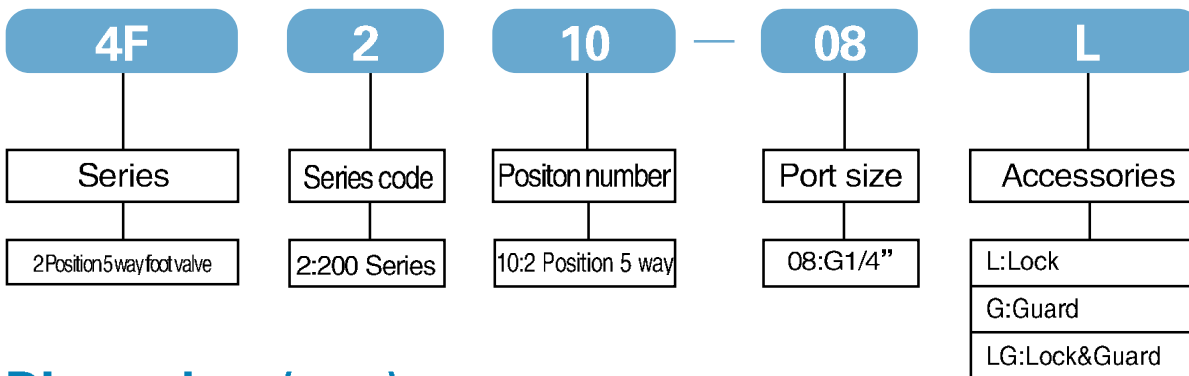 4F 2 10 — 08 L
Series Series code Positon number Port size Accessories
2 Position 5 way foot valve 2:200 Series 10:2 Position 5 way 08:G1/4” L:Lock
G:Guard
LG:Lock&Guard